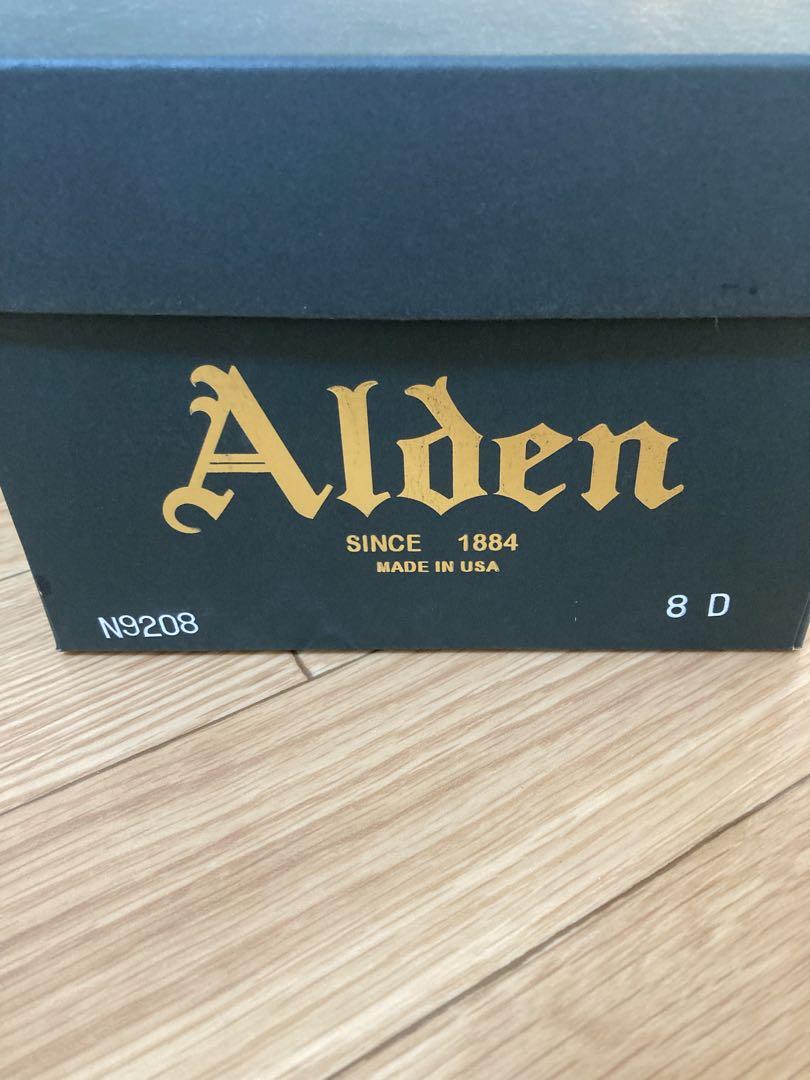 Alden
SINCE 1884
MADE IN USA
N9208
8 D